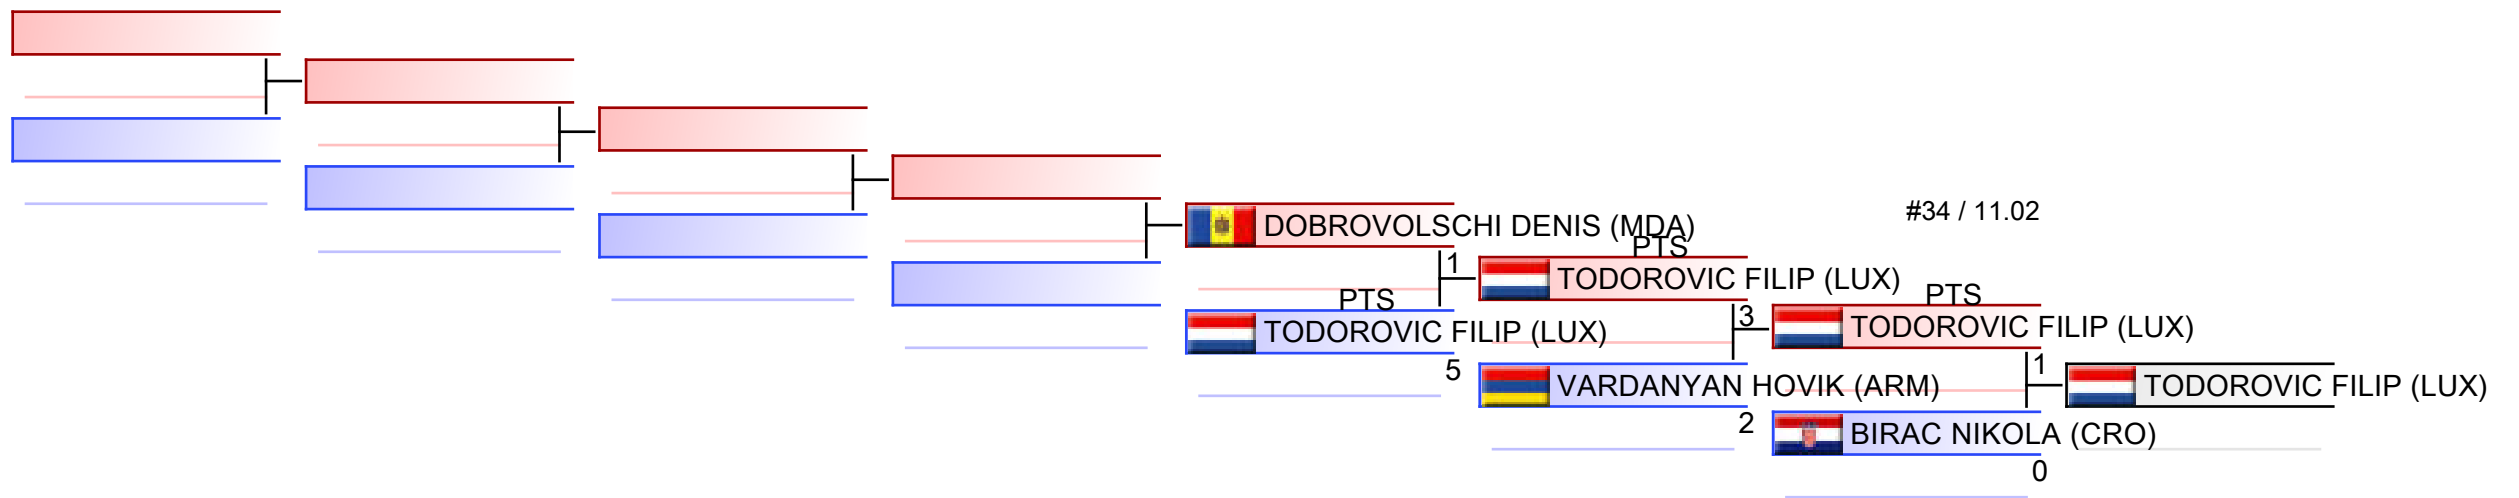 #34 / 11.02
DOBROVOLSCHI DENIS (MDA)
PTS
1
TODOROVIC FILIP (LUX)
PTS
TODOROVIC FILIP (LUX)
5
PTS
3
TODOROVIC FILIP (LUX)
VARDANYAN HOVIK (ARM)
2
1
TODOROVIC FILIP (LUX)
BIRAC NIKOLA (CRO)
0